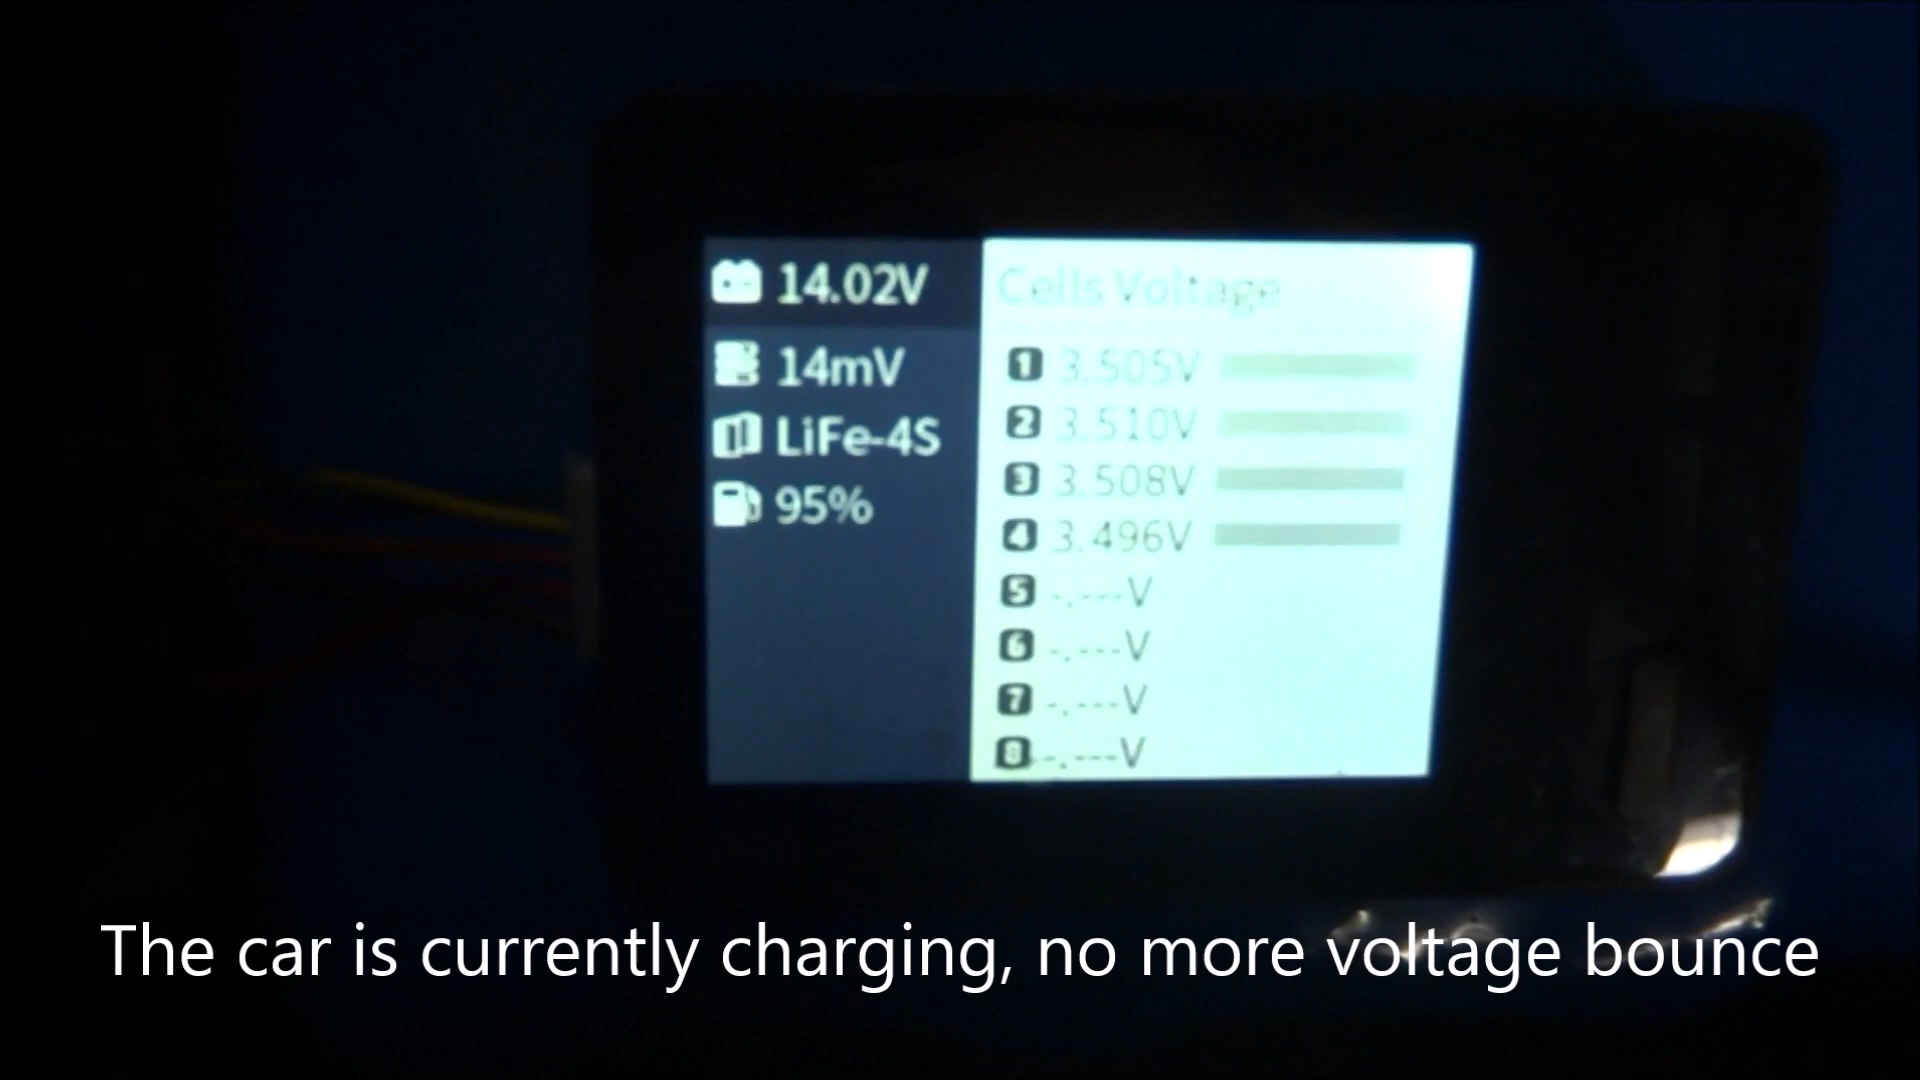 14.02V
14mV
LiFe-4S
95%
Cells Voltage
1 3.505V
2 3.510V
3 3.508V
4 3.496V
5 -.---V
6 -.---V
7 -.---V
8 -.---V
The car is currently charging, no more voltage bounce